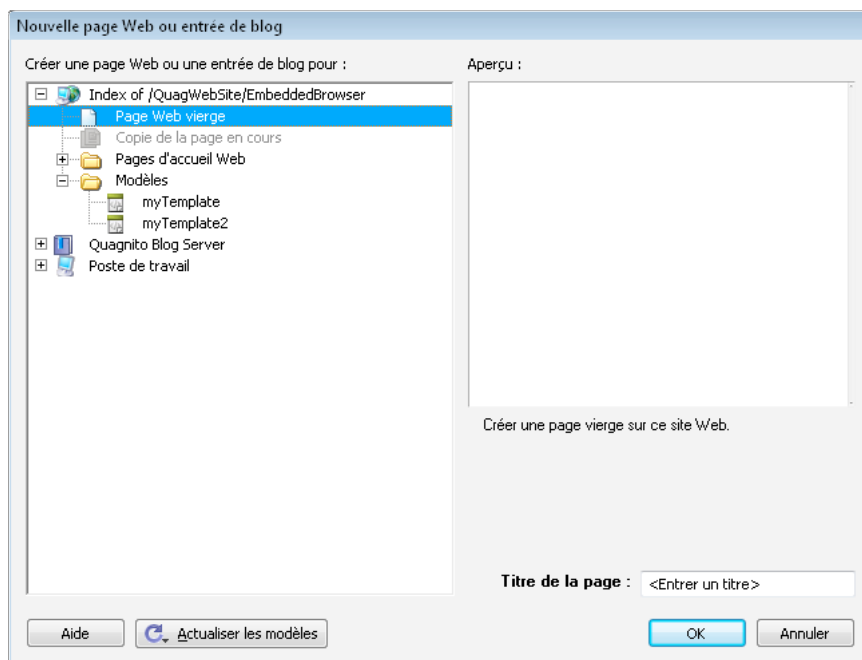 Nouvelle page Web ou entrée de blog
Créer une page Web ou une entrée de blog pour :
Index of /QuagWebSite/EmbeddedBrowser
Page Web vierge
Copie de la page en cours
Pages d'accueil Web
Modèles
myTemplate
myTemplate2
Quagnito Blog Server
Poste de travail
Aperçu :
Créer une page vierge sur ce site Web.
Titre de la page : <Entrer un titre>
Aide Actualiser les modèles OK Annuler